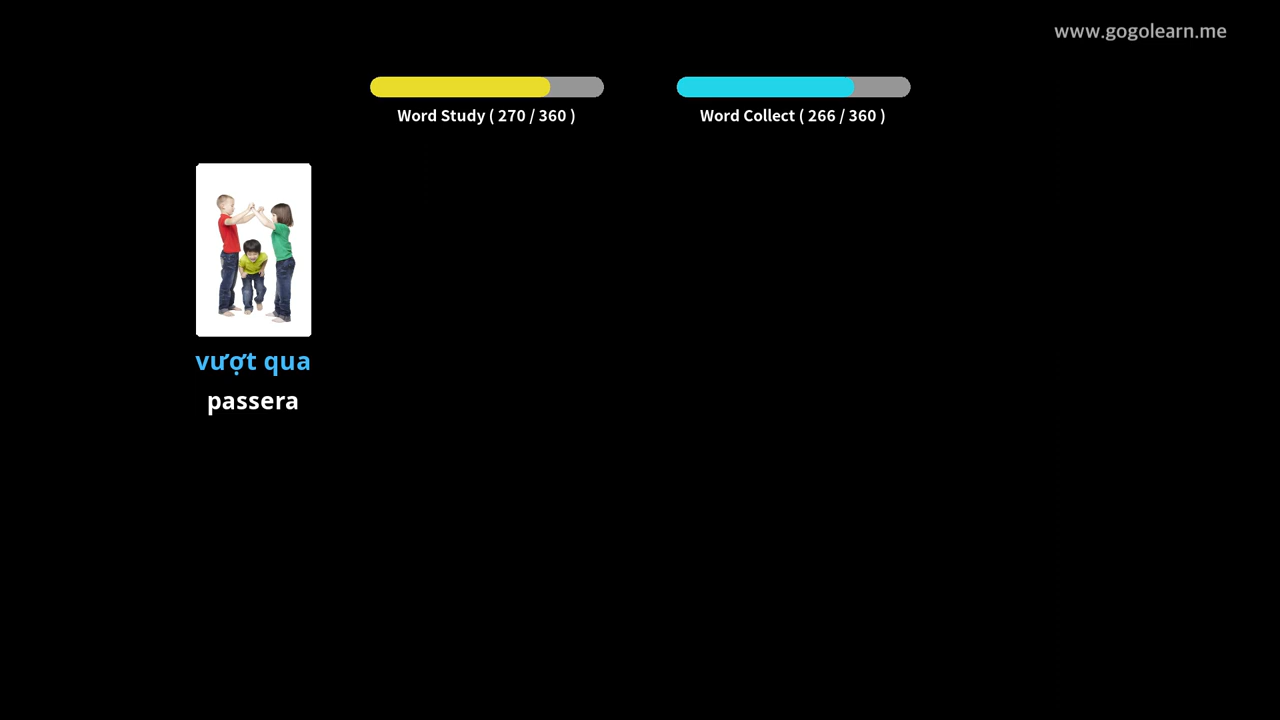 www.gogolearn.me
Word Study ( 270 / 360 )
Word Collect ( 266 / 360 )
vượt qua
passera